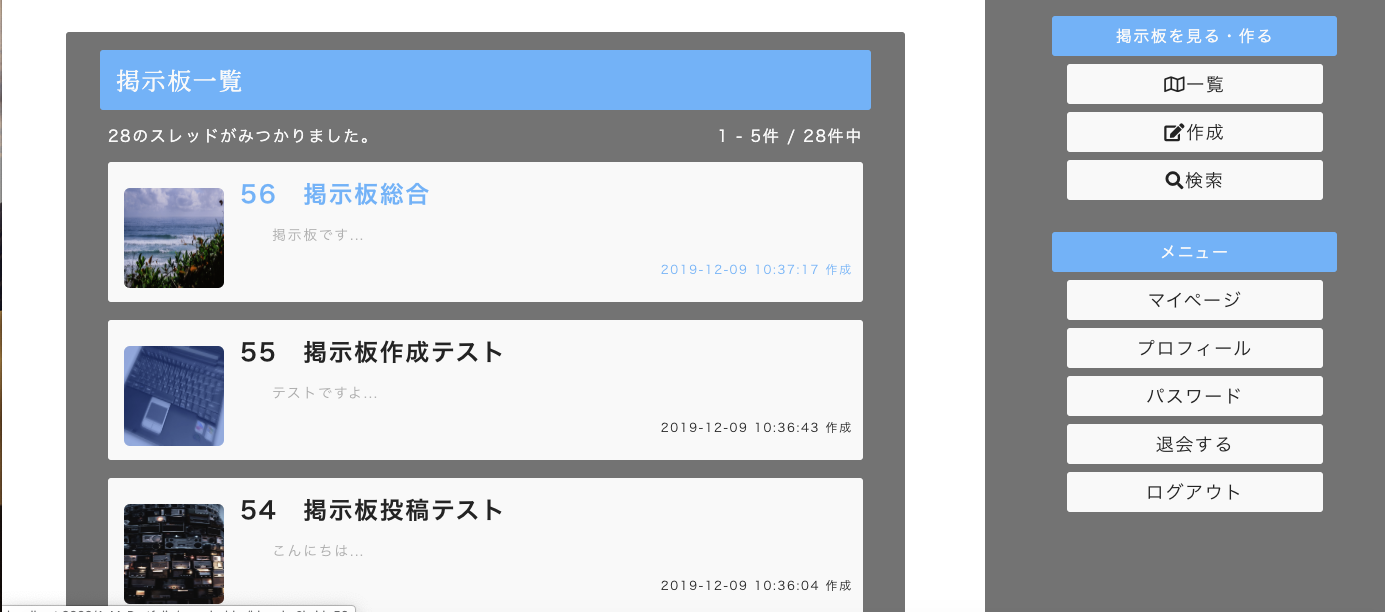 掲示板一覧
28のスレッドがみつかりました。
1 - 5件 / 28件中
56　掲示板総合
掲示板です...
2019-12-09 10:37:17 作成
55　掲示板作成テスト
テストですよ...
2019-12-09 10:36:43 作成
54　掲示板投稿テスト
こんにちは...
2019-12-09 10:36:04 作成
掲示板を見る・作る
一覧
作成
検索
メニュー
マイページ
プロフィール
パスワード
退会する
ログアウト